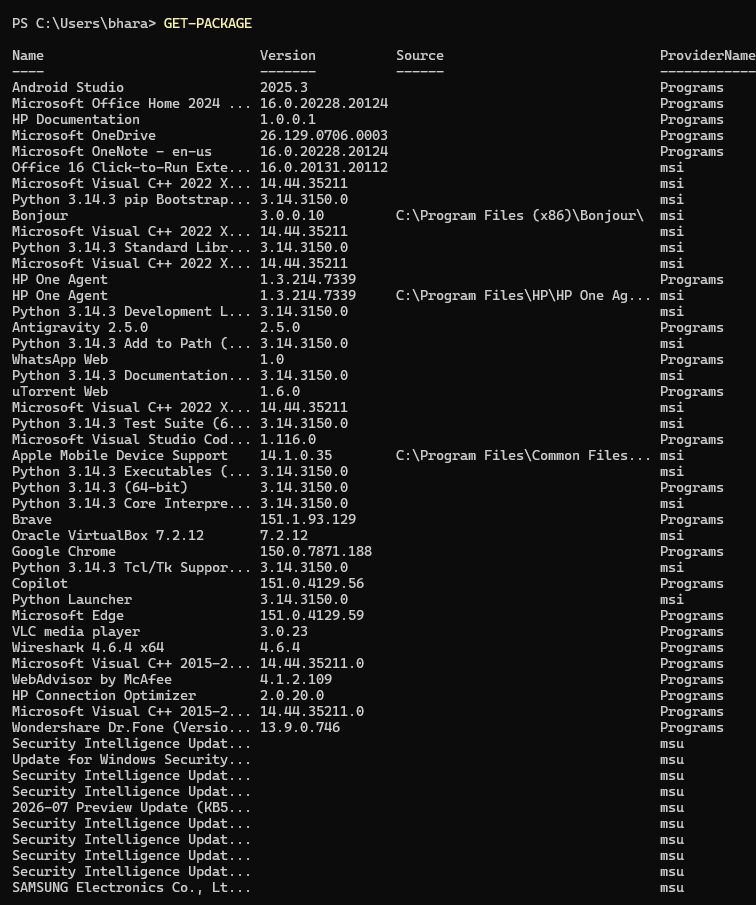 PS C:\Users\bhara> GET-PACKAGE
Name Version Source ProviderName
---- ------- ------ ------------
Android Studio 2025.3 Programs
Microsoft Office Home 2024 ... 16.0.20228.20124 Programs
HP Documentation 1.0.0.1 Programs
Microsoft OneDrive 26.129.0706.0003 Programs
Microsoft OneNote - en-us 16.0.20228.20124 Programs
Office 16 Click-to-Run Exte... 16.0.20131.20112 msi
Microsoft Visual C++ 2022 X... 14.44.35211 msi
Python 3.14.3 pip Bootstrap... 3.14.3150.0 msi
Bonjour 3.0.0.10 C:\Program Files (x86)\Bonjour\ msi
Microsoft Visual C++ 2022 X... 14.44.35211 msi
Python 3.14.3 Standard Libr... 3.14.3150.0 msi
Microsoft Visual C++ 2022 X... 14.44.35211 msi
HP One Agent 1.3.214.7339 Programs
HP One Agent 1.3.214.7339 C:\Program Files\HP\HP One Ag... msi
Python 3.14.3 Development L... 3.14.3150.0 msi
Antigravity 2.5.0 2.5.0 Programs
Python 3.14.3 Add to Path (... 3.14.3150.0 msi
WhatsApp Web 1.0 Programs
Python 3.14.3 Documentation... 3.14.3150.0 msi
uTorrent Web 1.6.0 Programs
Microsoft Visual C++ 2022 X... 14.44.35211 msi
Python 3.14.3 Test Suite (6... 3.14.3150.0 msi
Microsoft Visual Studio Cod... 1.116.0 Programs
Apple Mobile Device Support 14.1.0.35 C:\Program Files\Common Files... msi
Python 3.14.3 Executables (... 3.14.3150.0 msi
Python 3.14.3 (64-bit) 3.14.3150.0 Programs
Python 3.14.3 Core Interpre... 3.14.3150.0 msi
Brave 151.1.93.129 Programs
Oracle VirtualBox 7.2.12 7.2.12 msi
Google Chrome 150.0.7871.188 Programs
Python 3.14.3 Tcl/Tk Suppor... 3.14.3150.0 msi
Copilot 151.0.4129.56 Programs
Python Launcher 3.14.3150.0 msi
Microsoft Edge 151.0.4129.59 Programs
VLC media player 3.0.23 Programs
Wireshark 4.6.4 x64 4.6.4 Programs
Microsoft Visual C++ 2015-2... 14.44.35211.0 Programs
WebAdvisor by McAfee 4.1.2.109 Programs
HP Connection Optimizer 2.0.20.0 Programs
Microsoft Visual C++ 2015-2... 14.44.35211.0 Programs
Wondershare Dr.Fone (Versio... 13.9.0.746 Programs
Security Intelligence Updat... msu
Update for Windows Security... msu
Security Intelligence Updat... msu
Security Intelligence Updat... msu
2026-07 Preview Update (KB5... msu
Security Intelligence Updat... msu
Security Intelligence Updat... msu
Security Intelligence Updat... msu
Security Intelligence Updat... msu
SAMSUNG Electronics Co., Lt... msu